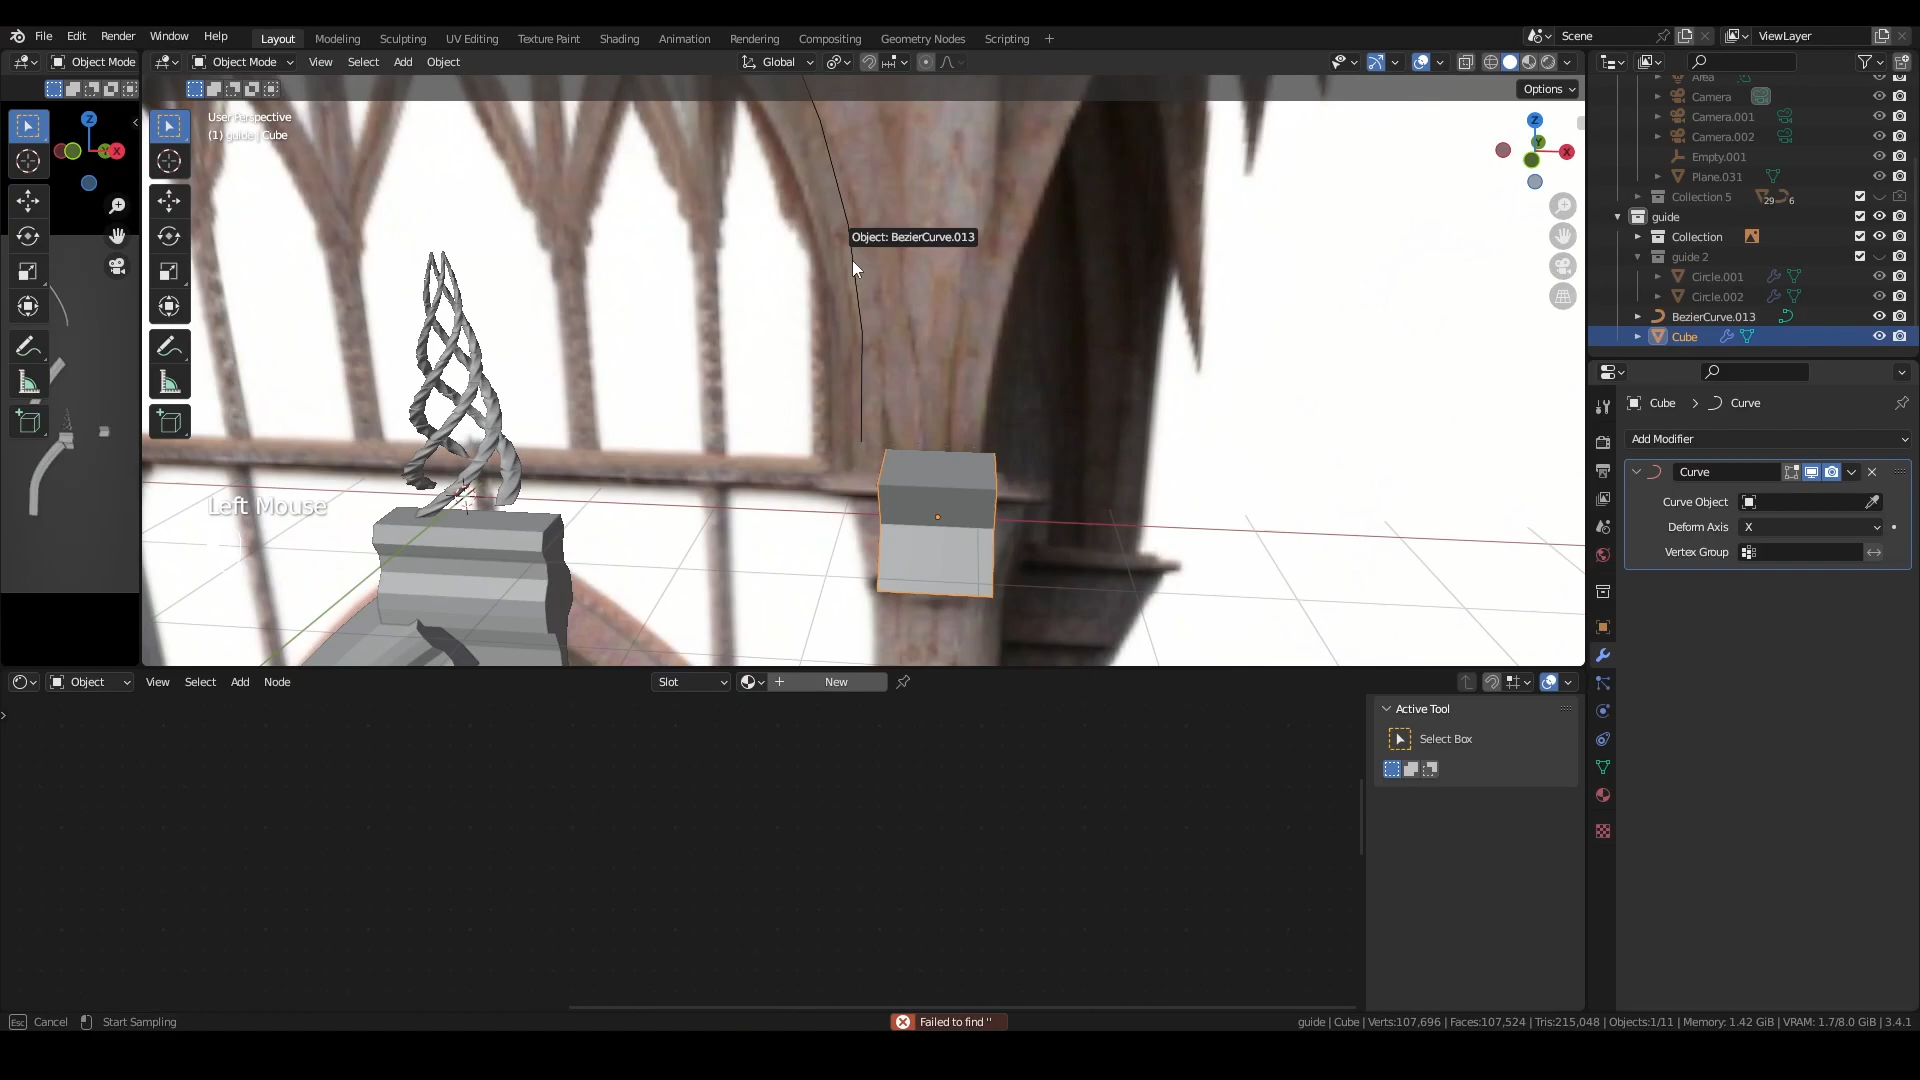 File Edit Render Window Help
Layout Modeling Sculpting UV Editing Texture Paint Shading Animation Rendering Compositing Geometry Nodes Scripting +
Scene ViewLayer
Object Mode
Object Mode View Select Add Object Global
Options
User Perspective
(1) guide | Cube
Z
X
Z
Y
X
Object: BezierCurve.013
Left Mouse
Area
Camera
Camera.001
Camera.002
Empty.001
Plane.031
Collection 5 29 6
guide
Collection
guide 2
Circle.001
Circle.002
BezierCurve.013
Cube
Cube > Curve
Add Modifier
Curve
Curve Object
Deform Axis X
Vertex Group
Object View Select Add Node Slot New
Active Tool
Select Box
Esc Cancel Start Sampling
Failed to find ''
guide | Cube | Verts:107,696 | Faces:107,524 | Tris:215,048 | Objects:1/11 | Memory: 1.42 GiB | VRAM: 1.7/8.0 GiB | 3.4.1